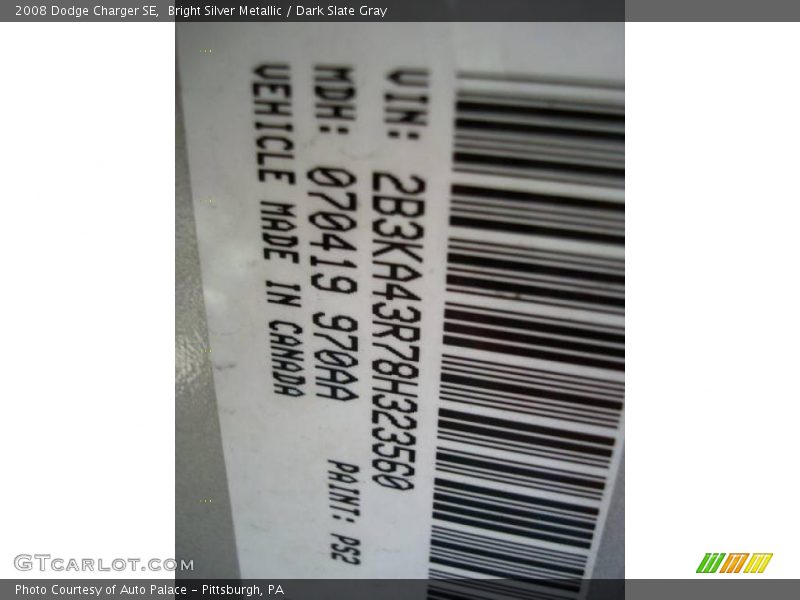 2008 Dodge Charger SE,  Bright Silver Metallic / Dark Slate Gray
VIN: 2B3KA43R78H323560
MDH: 070419 970AA PAINT: PS2
VEHICLE MADE IN CANADA
GTCARLOT.COM
Photo Courtesy of Auto Palace - Pittsburgh, PA